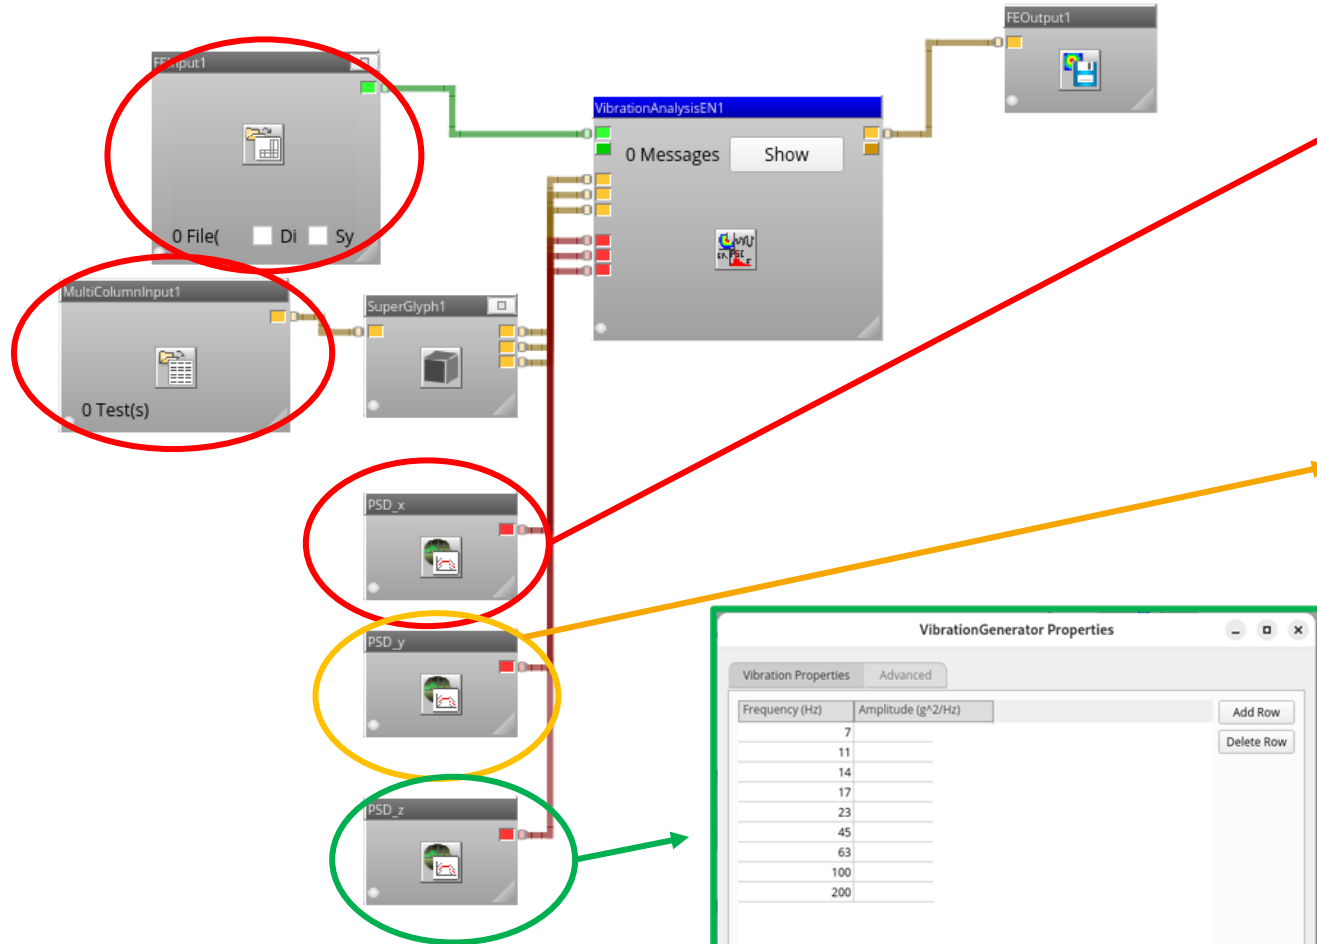 FEInput1
0 File(
Di
Sy
MultiColumnInput1
0 Test(s)
SuperGlyph1
VibrationAnalysisEN1
0 Messages
Show
FEOutput1
PSD_x
PSD_y
PSD_z
VibrationGenerator Properties
Vibration Properties
Advanced
Frequency (Hz) Amplitude (g^2/Hz)
Add Row
Delete Row
7
11
14
17
23
45
63
100
200